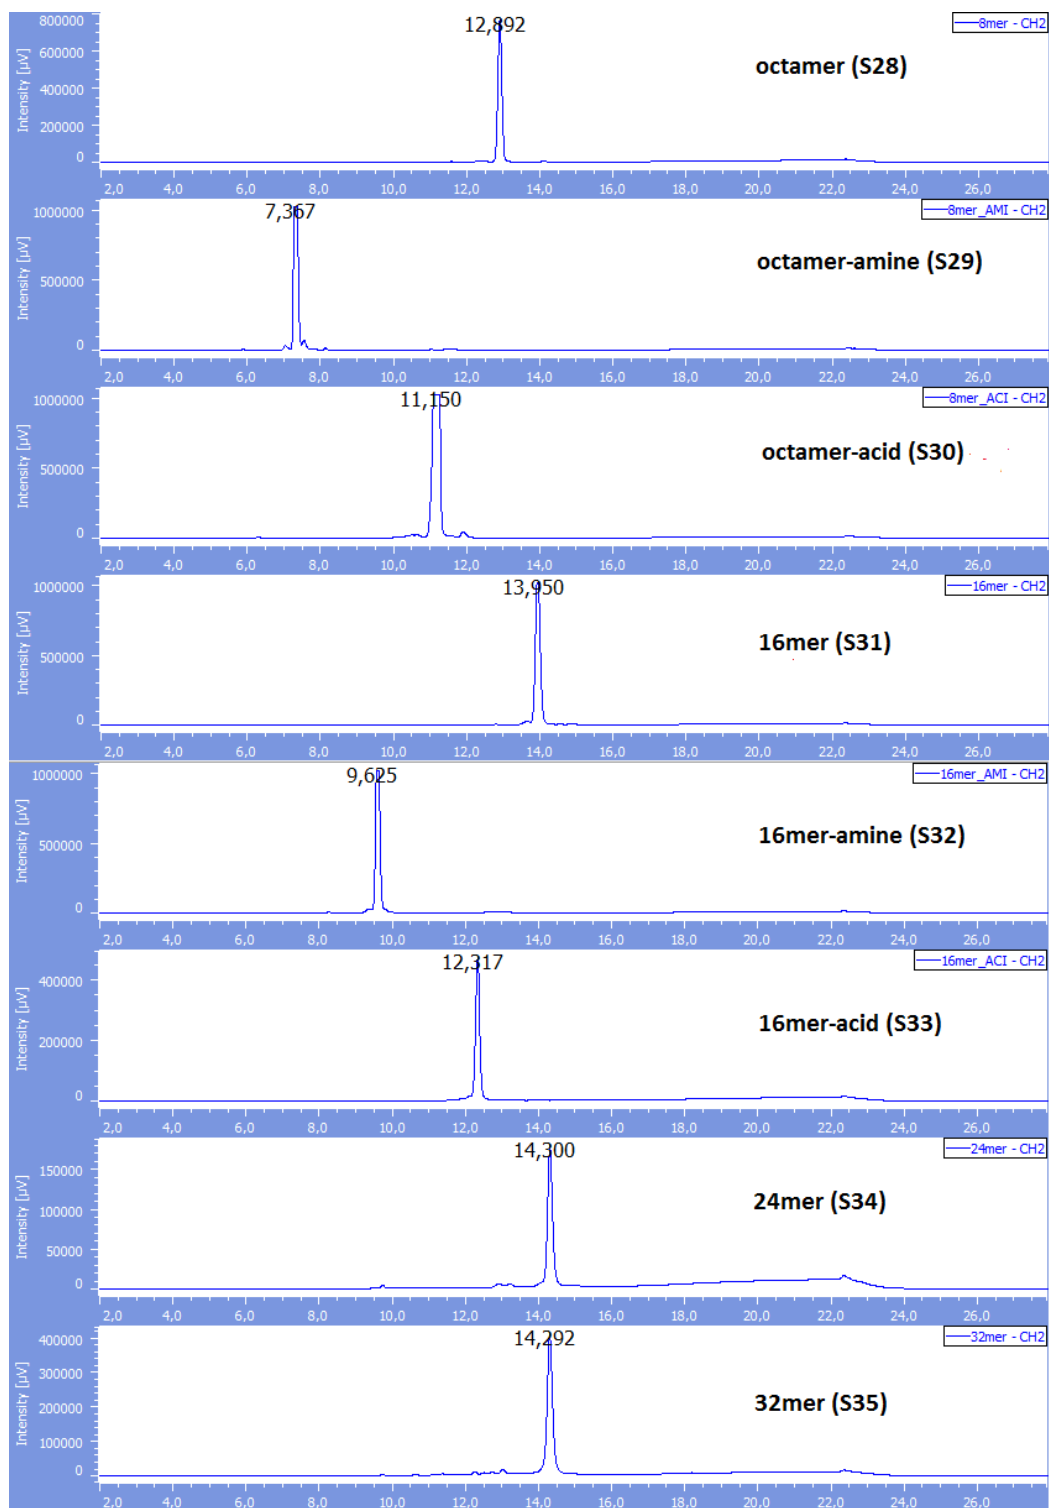 12,892
8mer - CH2
octamer (S28)
Intensity [µV]
800000
600000
400000
200000
0
2,0 4,0 6,0 8,0 10,0 12,0 14,0 16,0 18,0 20,0 22,0 24,0 26,0
7,367
8mer_AMI - CH2
octamer-amine (S29)
Intensity [µV]
1000000
500000
0
2,0 4,0 6,0 8,0 10,0 12,0 14,0 16,0 18,0 20,0 22,0 24,0 26,0
11,150
8mer_ACI - CH2
octamer-acid (S30)
Intensity [µV]
1000000
500000
0
2,0 4,0 6,0 8,0 10,0 12,0 14,0 16,0 18,0 20,0 22,0 24,0 26,0
13,950
16mer - CH2
16mer (S31)
Intensity [µV]
1000000
500000
0
2,0 4,0 6,0 8,0 10,0 12,0 14,0 16,0 18,0 20,0 22,0 24,0 26,0
9,625
16mer_AMI - CH2
16mer-amine (S32)
Intensity [µV]
1000000
500000
0
2,0 4,0 6,0 8,0 10,0 12,0 14,0 16,0 18,0 20,0 22,0 24,0 26,0
12,317
16mer_ACI - CH2
16mer-acid (S33)
Intensity [µV]
400000
200000
0
2,0 4,0 6,0 8,0 10,0 12,0 14,0 16,0 18,0 20,0 22,0 24,0 26,0
14,300
24mer - CH2
24mer (S34)
Intensity [µV]
150000
100000
50000
0
2,0 4,0 6,0 8,0 10,0 12,0 14,0 16,0 18,0 20,0 22,0 24,0 26,0
14,292
32mer - CH2
32mer (S35)
Intensity [µV]
400000
300000
200000
100000
0
2,0 4,0 6,0 8,0 10,0 12,0 14,0 16,0 18,0 20,0 22,0 24,0 26,0